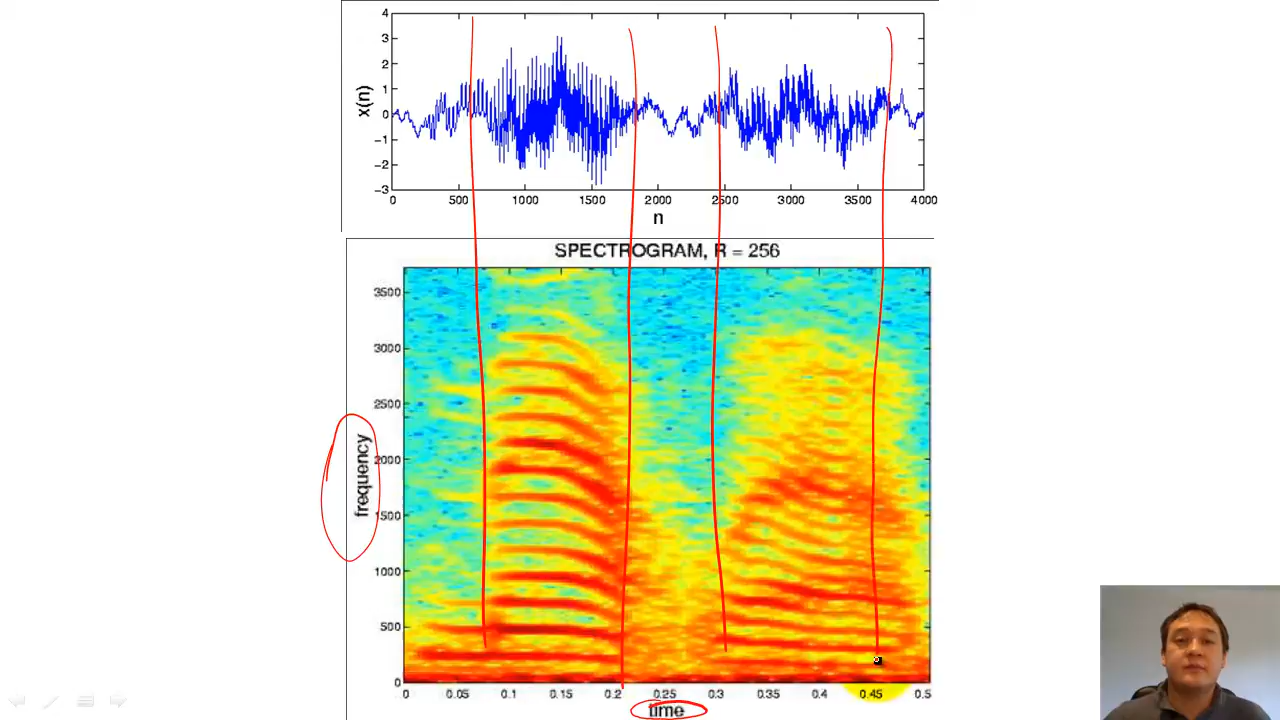 4
3
2
1
0
−1
−2
−3
x(n)
0 500 1000 1500 2000 2500 3000 3500 4000
n
SPECTROGRAM, R = 256
3500
3000
2500
2000
1500
1000
500
0
frequency
0 0.05 0.1 0.15 0.2 0.25 0.3 0.35 0.4 0.45 0.5
time